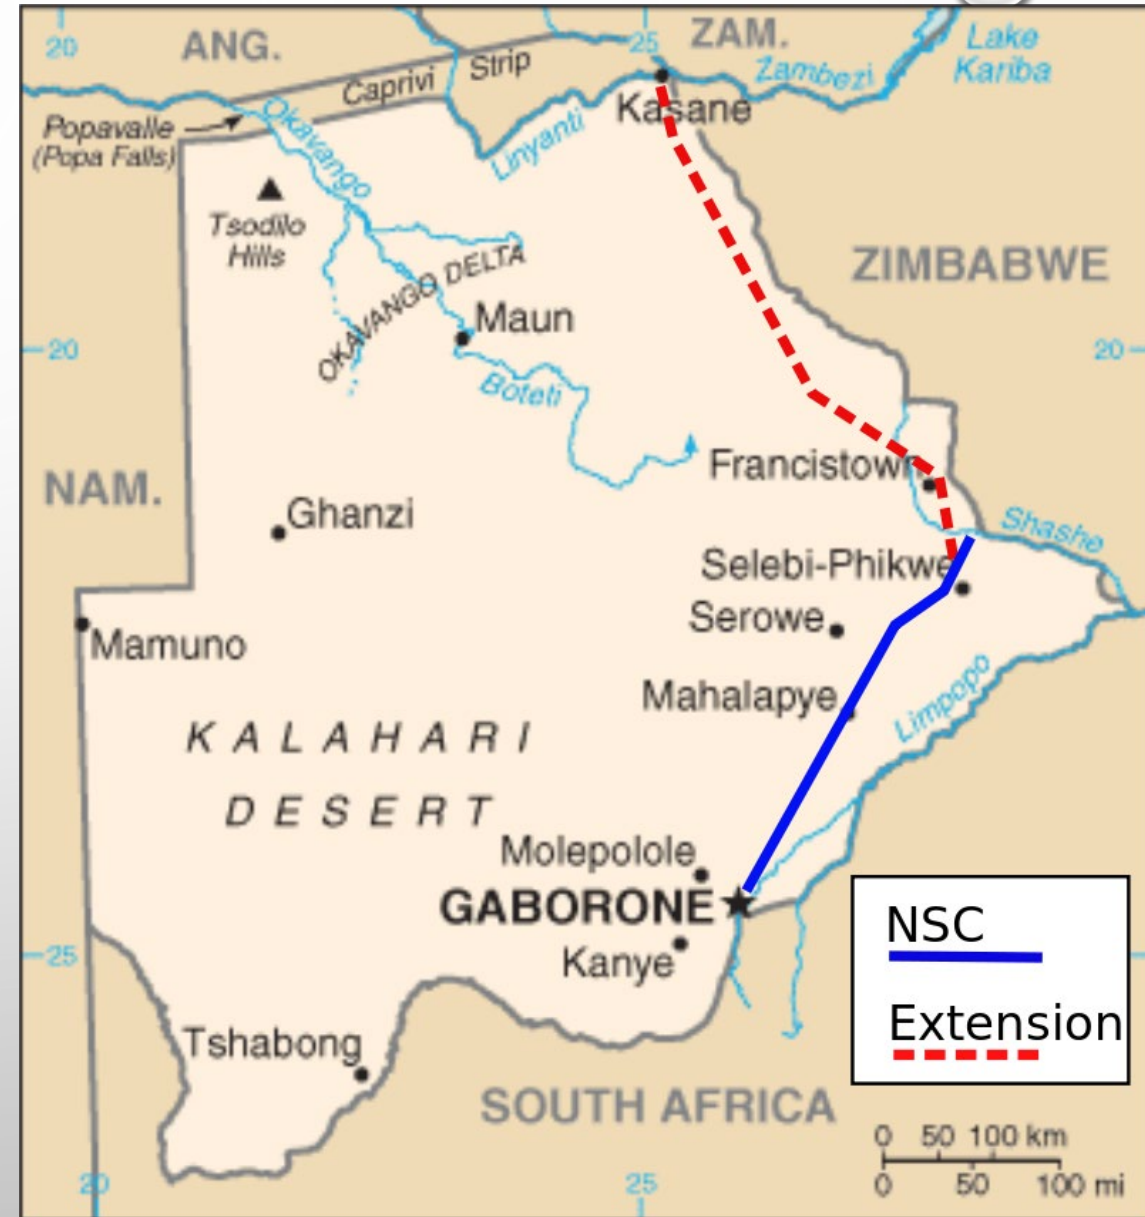 20
ANG.
25
ZAM.
Lake
Kariba
Caprivi
Strip
Zambezi
Kasane
Popavalle
(Popa Falls)
Okavango
Linyanti
Tsodilo
Hills
OKAVANGO DELTA
ZIMBABWE
Maun
20
20
Boteti
Francistown
NAM.
Ghanzi
Shashe
Selebi-Phikwe
Serowe
Mamuno
Mahalapye
Limpopo
KALAHARI
DESERT
Molepolole
GABORONE
Kanye
25
NSC
Extension
Tshabong
SOUTH AFRICA
0 50 100 km
0 50 100 mi
20
25